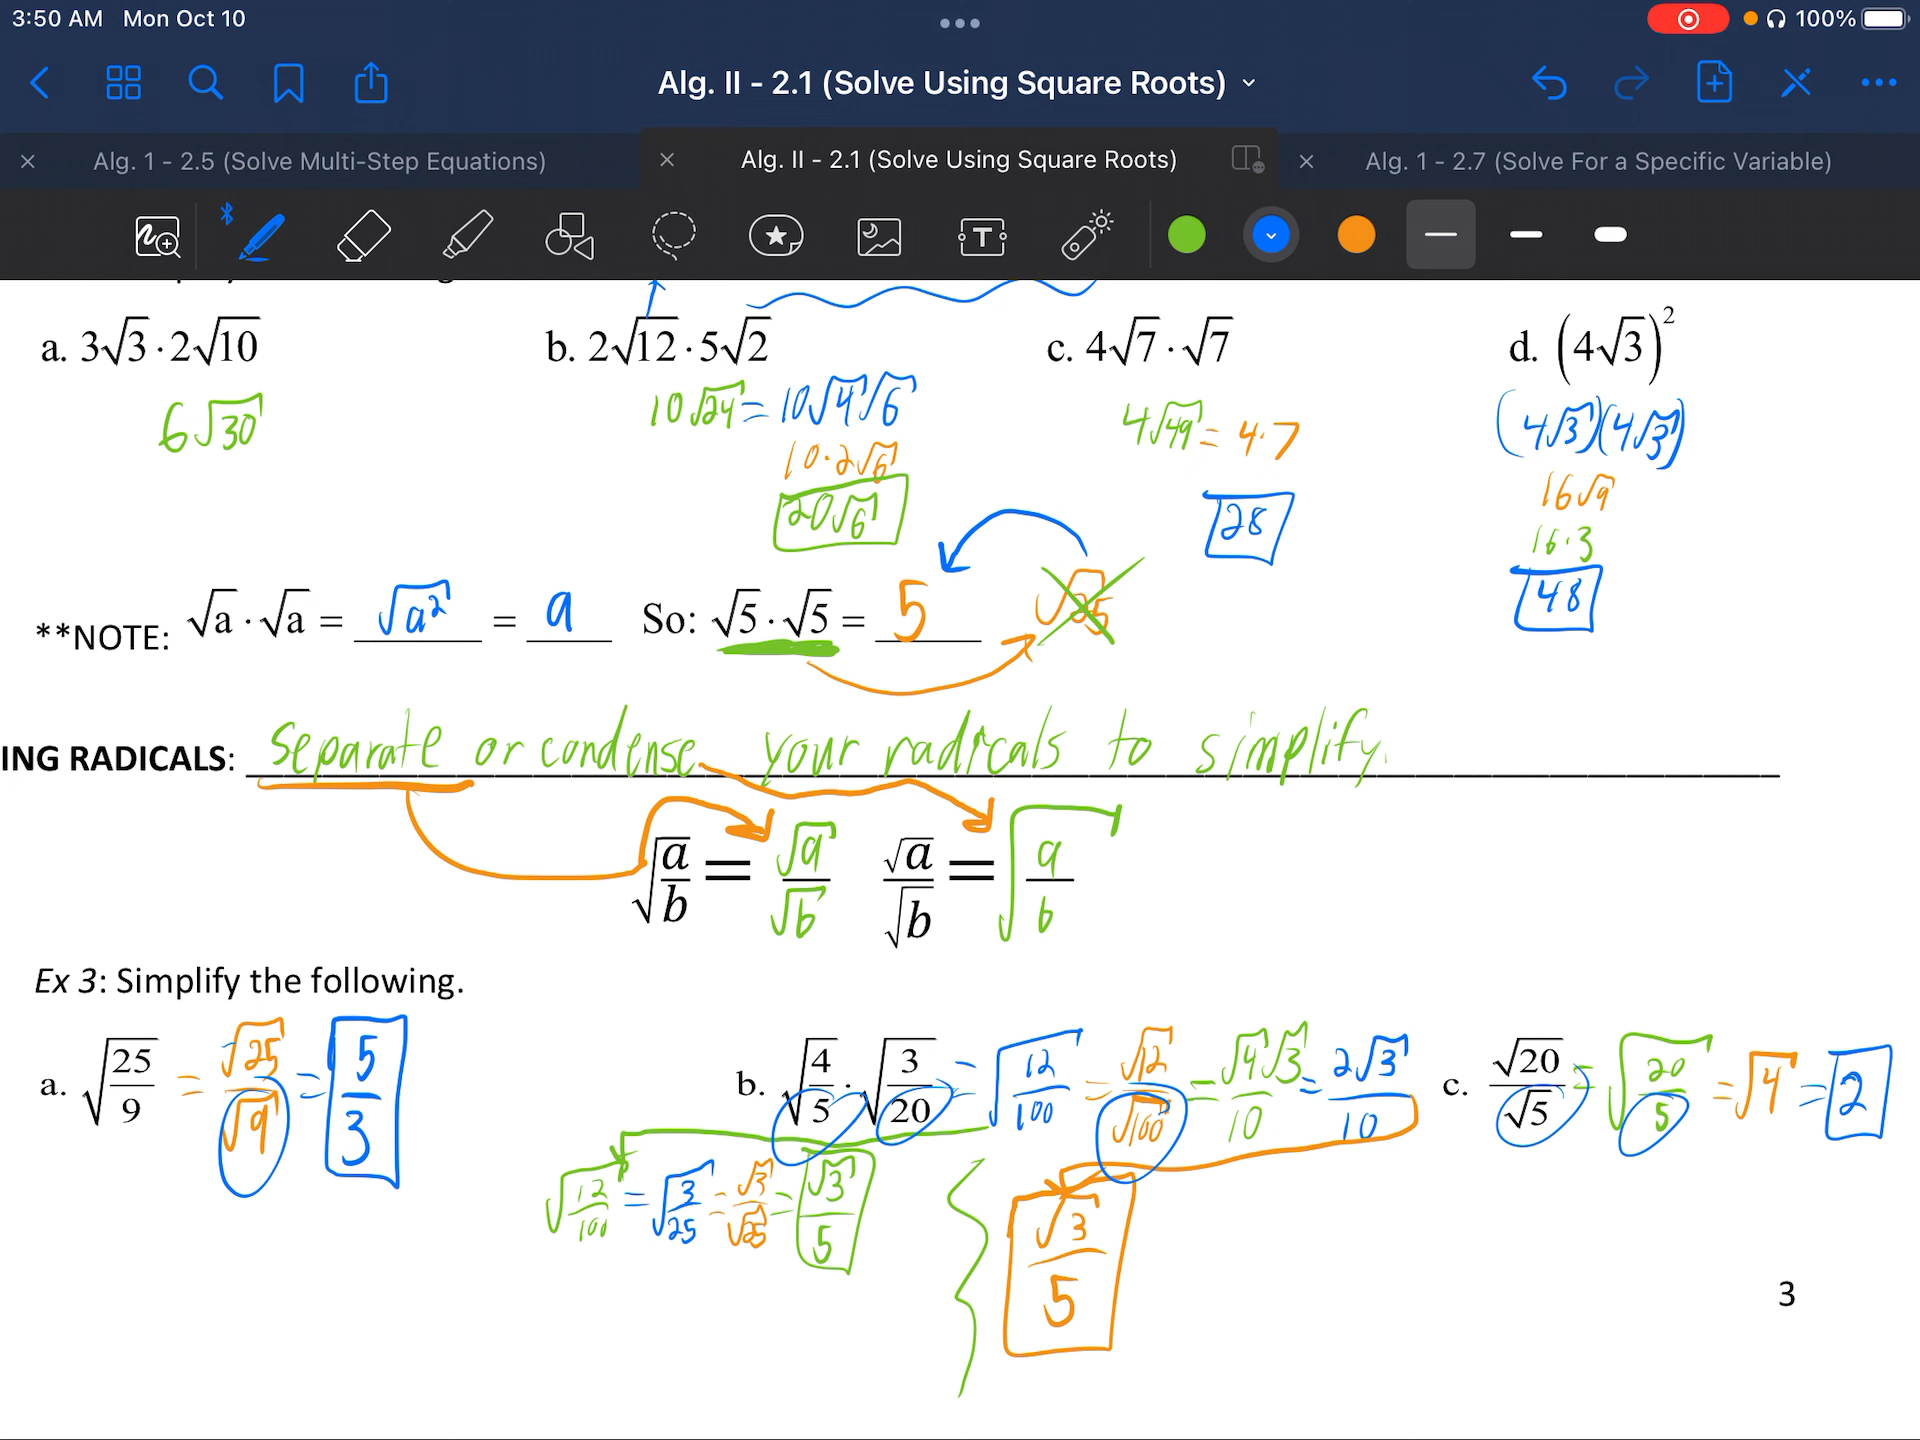 3:50 AM Mon Oct 10
100%
Alg. II - 2.1 (Solve Using Square Roots)
Alg. 1 - 2.5 (Solve Multi-Step Equations)
Alg. II - 2.1 (Solve Using Square Roots)
Alg. 1 - 2.7 (Solve For a Specific Variable)
a. 3√3·2√10
6√30
b. 2√12·5√2
10√24 = 10√4√6
10·2√6
20√6
c. 4√7·√7
4√49 = 4·7
28
d. (4√3)²
(4√3)(4√3)
16√9
16·3
48
**NOTE: √a·√a = √a² = a So: √5·√5 = 5 √25
ING RADICALS: Separate or condense your radicals to simplify.
√(a/b) = √a/√b √a/√b = √(a/b)
Ex 3: Simplify the following.
a. √(25/9) = √25/√9 = 5/3
b. √(4/5)·√(3/20) = √(12/100) = √12/√100 = √4√3/10 = 2√3/10
√(12/100) = √(3/25) = √3/√25 = √3/5
√3/5
c. √20/√5 = √(20/5) = √4 = 2
3